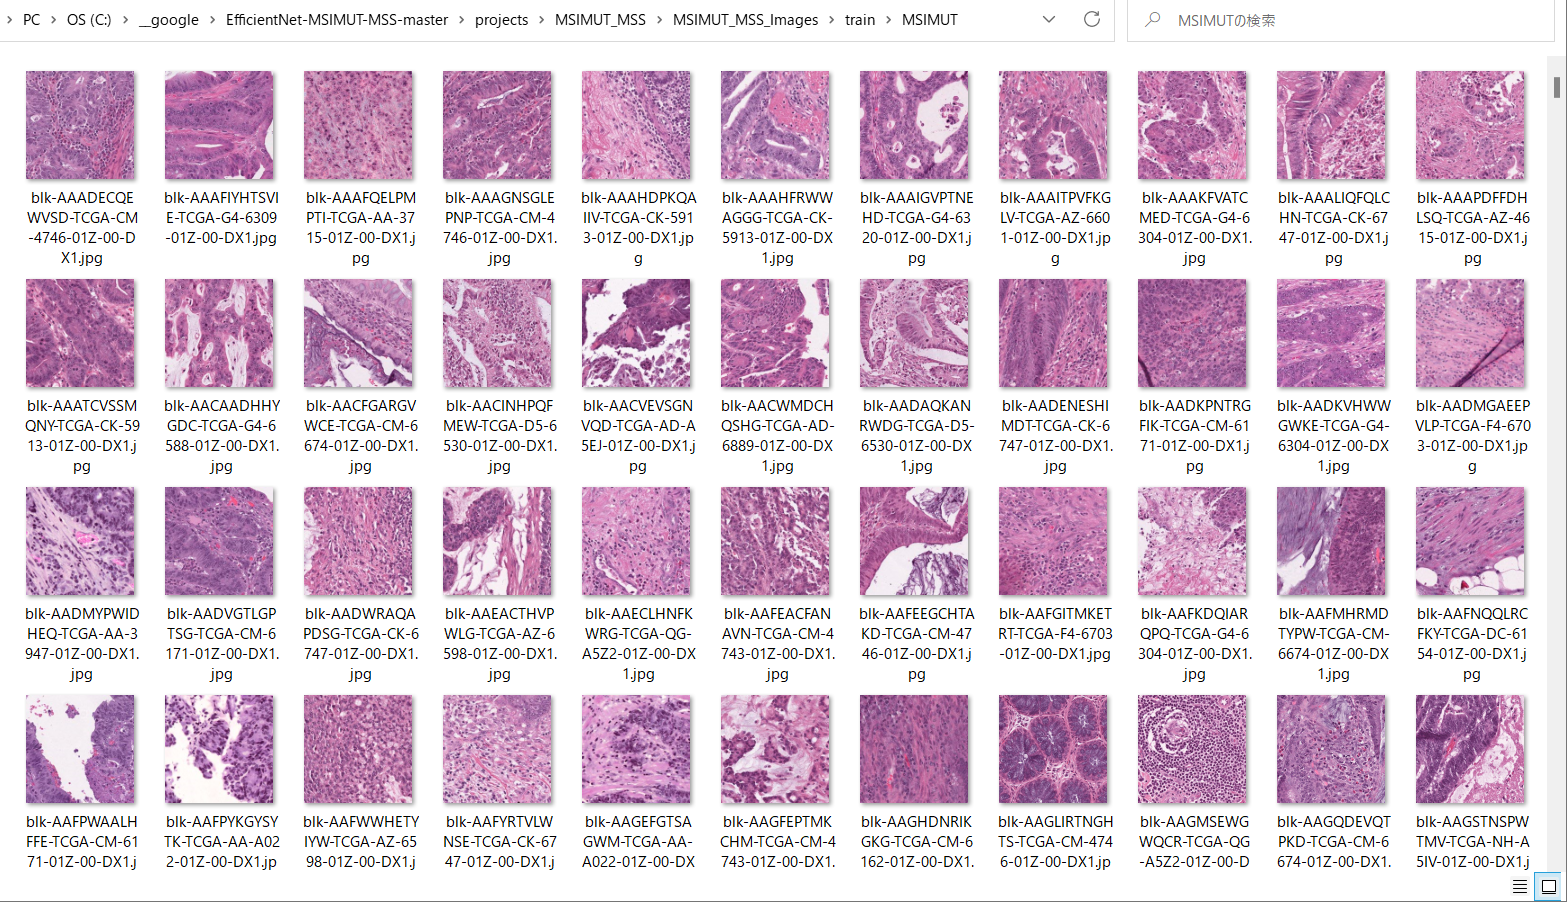 PC > OS (C:) > __google > EfficientNet-MSIMUT-MSS-master > projects > MSIMUT_MSS > MSIMUT_MSS_Images > train > MSIMUT
MSIMUTの検索
blk-AAADECQE
WVSD-TCGA-CM
-4746-01Z-00-D
X1.jpg
blk-AAAFIYHTSVI
E-TCGA-G4-6309
-01Z-00-DX1.jpg
blk-AAAFQELPM
PTI-TCGA-AA-37
15-01Z-00-DX1.j
pg
blk-AAAGNSGLE
PNP-TCGA-CM-4
746-01Z-00-DX1.
jpg
blk-AAAHDPKQA
IIV-TCGA-CK-591
3-01Z-00-DX1.jp
g
blk-AAAHFRWW
AGGG-TCGA-CK-
5913-01Z-00-DX
1.jpg
blk-AAAIGVPTNE
HD-TCGA-G4-63
20-01Z-00-DX1.j
pg
blk-AAAITPVFKG
LV-TCGA-AZ-660
1-01Z-00-DX1.jp
g
blk-AAAKFVATC
MED-TCGA-G4-6
304-01Z-00-DX1.
jpg
blk-AAALIQFQLC
HN-TCGA-CK-67
47-01Z-00-DX1.j
pg
blk-AAAPDFFDH
LSQ-TCGA-AZ-46
15-01Z-00-DX1.j
pg
blk-AAATCVSSM
QNY-TCGA-CK-59
13-01Z-00-DX1.j
pg
blk-AACAADHHY
GDC-TCGA-G4-6
588-01Z-00-DX1.
jpg
blk-AACFGARGV
WCE-TCGA-CM-6
674-01Z-00-DX1.
jpg
blk-AACINHPQF
MEW-TCGA-D5-6
530-01Z-00-DX1.
jpg
blk-AACVEVSGN
VQD-TCGA-AD-A
5EJ-01Z-00-DX1.j
pg
blk-AACWMDCH
QSHG-TCGA-AD-
6889-01Z-00-DX
1.jpg
blk-AADAQKAN
RWDG-TCGA-D5-
6530-01Z-00-DX
1.jpg
blk-AADENESHI
MDT-TCGA-CK-6
747-01Z-00-DX1.
jpg
blk-AADKPNTRG
FIK-TCGA-CM-61
71-01Z-00-DX1.j
pg
blk-AADKVHWW
GWKE-TCGA-G4-
6304-01Z-00-DX
1.jpg
blk-AADMGAEEP
VLP-TCGA-F4-670
3-01Z-00-DX1.jp
g
blk-AADMYPWID
HEQ-TCGA-AA-3
947-01Z-00-DX1.
jpg
blk-AADVGTLGP
TSG-TCGA-CM-6
171-01Z-00-DX1.
jpg
blk-AADWRAQA
PDSG-TCGA-CK-6
747-01Z-00-DX1.
jpg
blk-AAEACTHVP
WLG-TCGA-AZ-6
598-01Z-00-DX1.
jpg
blk-AAECLHNFK
WRG-TCGA-QG-
A5Z2-01Z-00-DX
1.jpg
blk-AAFEACFAN
AVN-TCGA-CM-4
743-01Z-00-DX1.
jpg
blk-AAFEEGCHTA
KD-TCGA-CM-47
46-01Z-00-DX1.j
pg
blk-AAFGITMKET
RT-TCGA-F4-6703
-01Z-00-DX1.jpg
blk-AAFKDQIAR
QPQ-TCGA-G4-6
304-01Z-00-DX1.
jpg
blk-AAFMHRMD
TYPW-TCGA-CM-
6674-01Z-00-DX
1.jpg
blk-AAFNQQLRC
FKY-TCGA-DC-61
54-01Z-00-DX1.j
pg
blk-AAFPWAALH
FFE-TCGA-CM-61
71-01Z-00-DX1.j
blk-AAFPYKGYSY
TK-TCGA-AA-A02
2-01Z-00-DX1.jp
blk-AAFWWHETY
IYW-TCGA-AZ-65
98-01Z-00-DX1.j
blk-AAFYRTVLW
NSE-TCGA-CK-67
47-01Z-00-DX1.j
blk-AAGEFGTSA
GWM-TCGA-AA-
A022-01Z-00-DX
blk-AAGFEPTMK
CHM-TCGA-CM-4
743-01Z-00-DX1.
blk-AAGHDNRIK
GKG-TCGA-CM-6
162-01Z-00-DX1.
blk-AAGLIRTNGH
TS-TCGA-CM-474
6-01Z-00-DX1.jp
blk-AAGMSEWG
WQCR-TCGA-QG
-A5Z2-01Z-00-D
blk-AAGQDEVQT
PKD-TCGA-CM-6
674-01Z-00-DX1.
blk-AAGSTNSPW
TMV-TCGA-NH-A
5IV-01Z-00-DX1.j